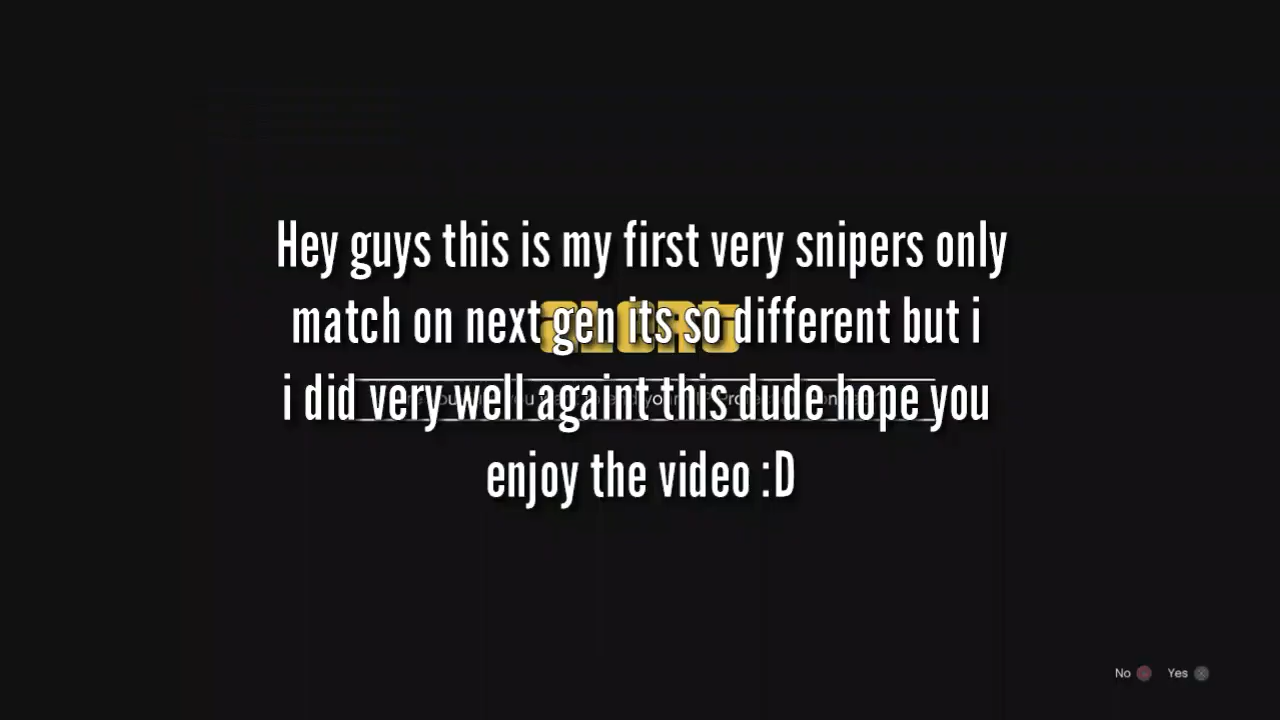 Hey guys this is my first very snipers only
match on next gen its so different but i
i did very well againt this dude hope you
enjoy the video :D
alert
No Yes